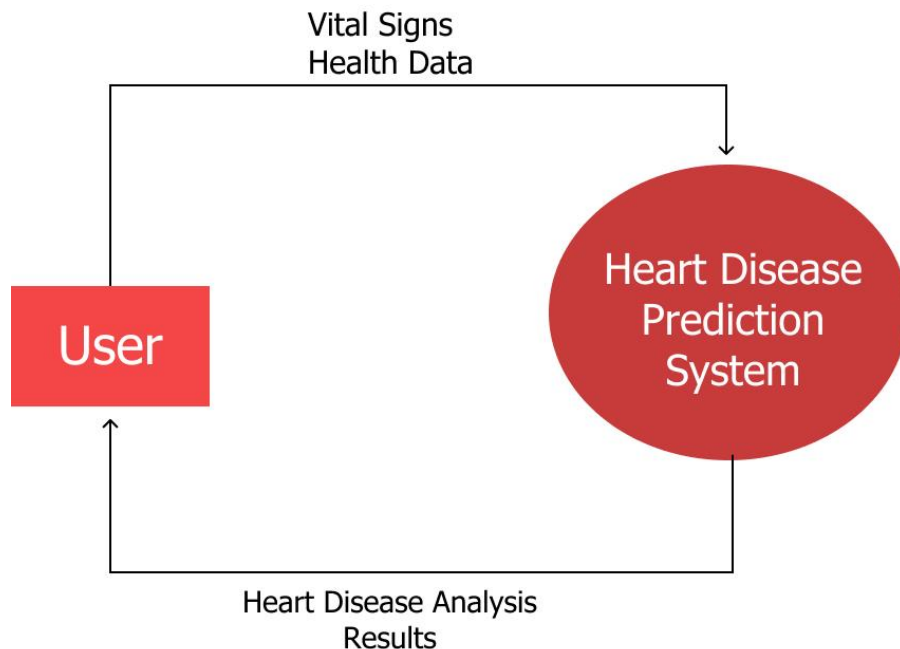 Vital Signs
Health Data
User
Heart Disease
Prediction
System
Heart Disease Analysis
Results